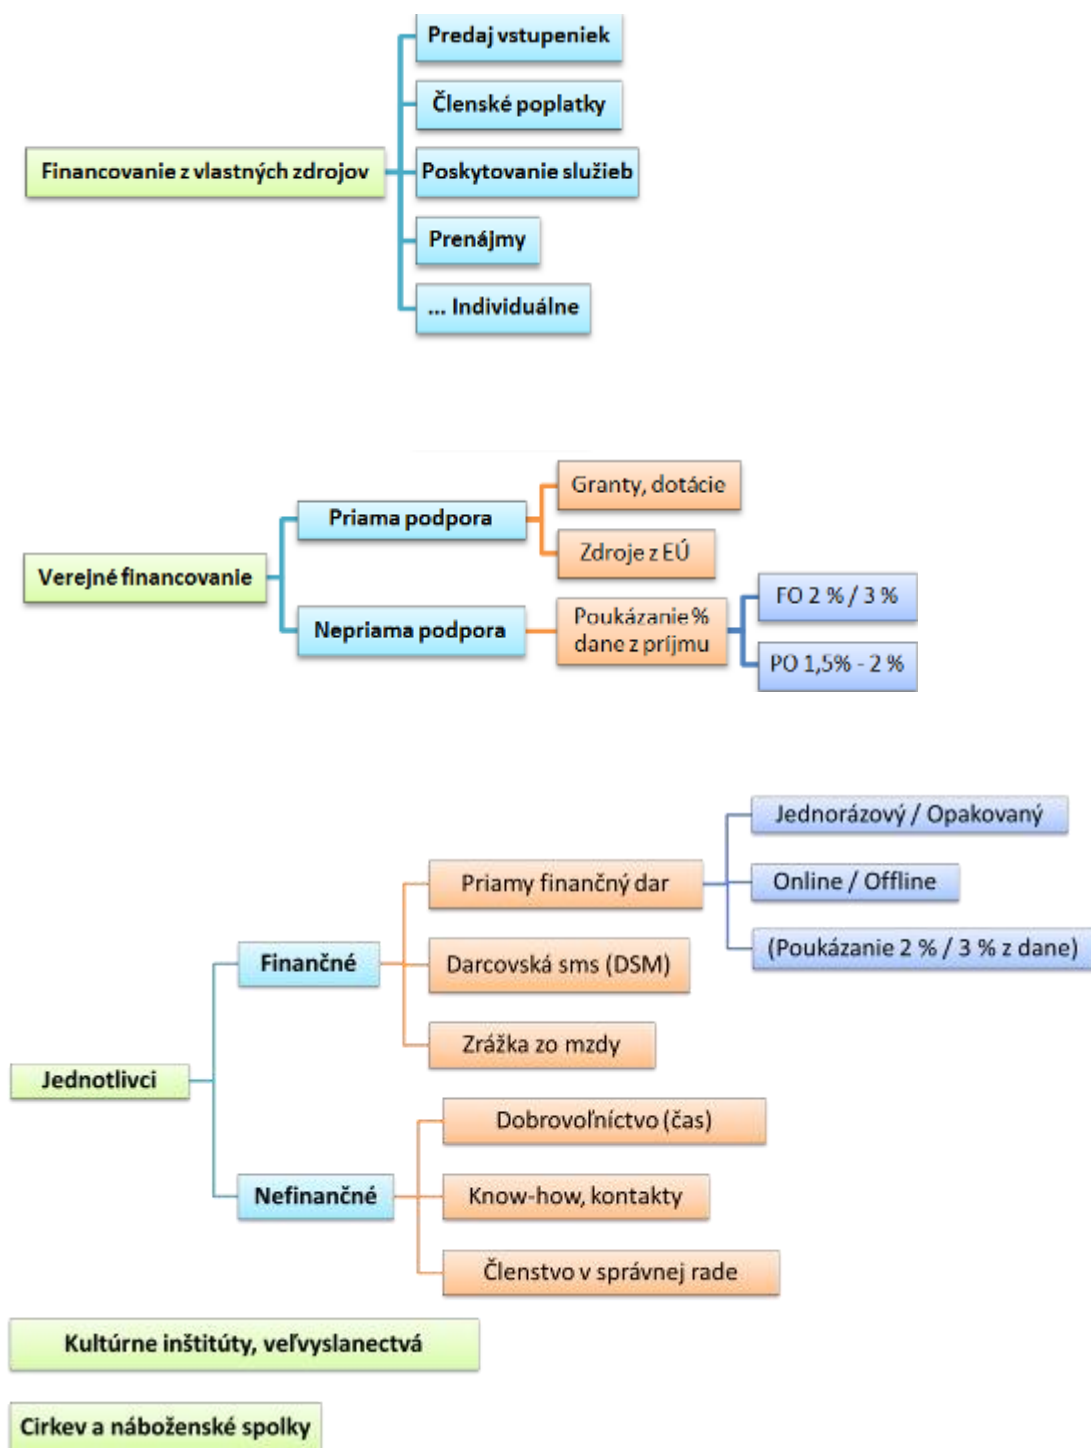 Predaj vstupeniek
Členské poplatky
Financovanie z vlastných zdrojov
Poskytovanie služieb
Prenájmy
... Individuálne
Granty, dotácie
Priama podpora
Zdroje z EÚ
Verejné financovanie
FO 2 % / 3 %
Nepriama podpora
Poukázanie %
dane z príjmu
PO 1,5% - 2 %
Jednorázový / Opakovaný
Priamy finančný dar
Online / Offline
(Poukázanie 2 % / 3 % z dane)
Finančné
Darcovská sms (DSM)
Zrážka zo mzdy
Jednotlivci
Dobrovoľníctvo (čas)
Nefinančné
Know-how, kontakty
Členstvo v správnej rade
Kultúrne inštitúty, veľvyslanectvá
Cirkev a náboženské spolky